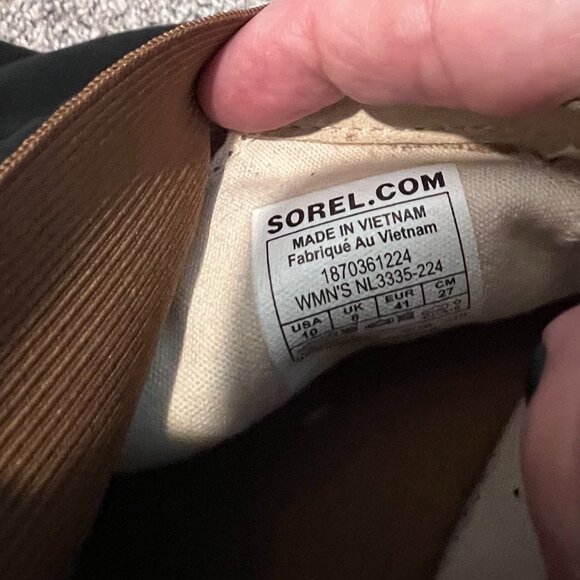 SOREL.COM
MADE IN VIETNAM
Fabriqué Au Vietnam
1870361224
WMN'S NL3335-224
USA UK EUR CM
10 8 41 27